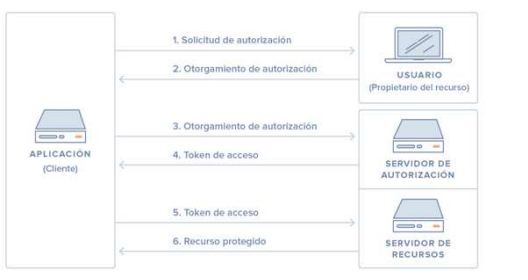 1. Solicitud de autorización
2. Otorgamiento de autorización
USUARIO
(Propietario del recurso)
APLICACIÓN
(Cliente)
3. Otorgamiento de autorización
4. Token de acceso
SERVIDOR DE
AUTORIZACIÓN
5. Token de acceso
6. Recurso protegido
SERVIDOR DE
RECURSOS